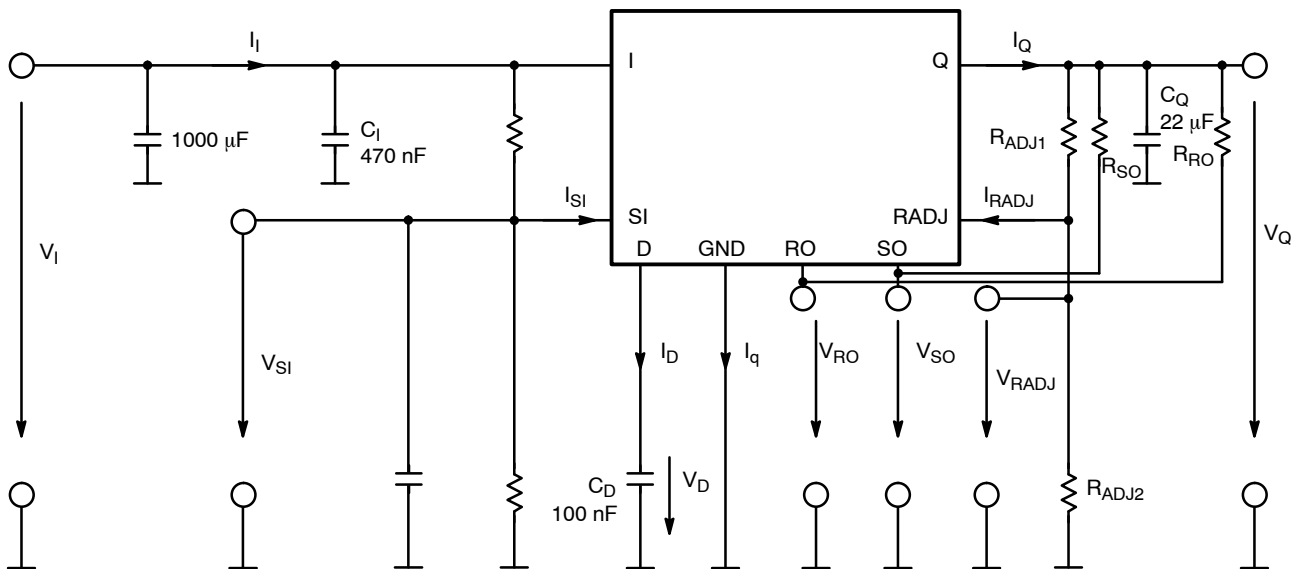 I_I
I
Q
I_Q
1000 μF
C_I
470 nF
R_ADJ1
R_SO
C_Q
22 μF
R_RO
I_SI
I_RADJ
SI
RADJ
D
GND
RO
SO
V_I
V_Q
V_SI
I_D
I_q
V_RO
V_SO
V_RADJ
C_D
100 nF
V_D
R_ADJ2